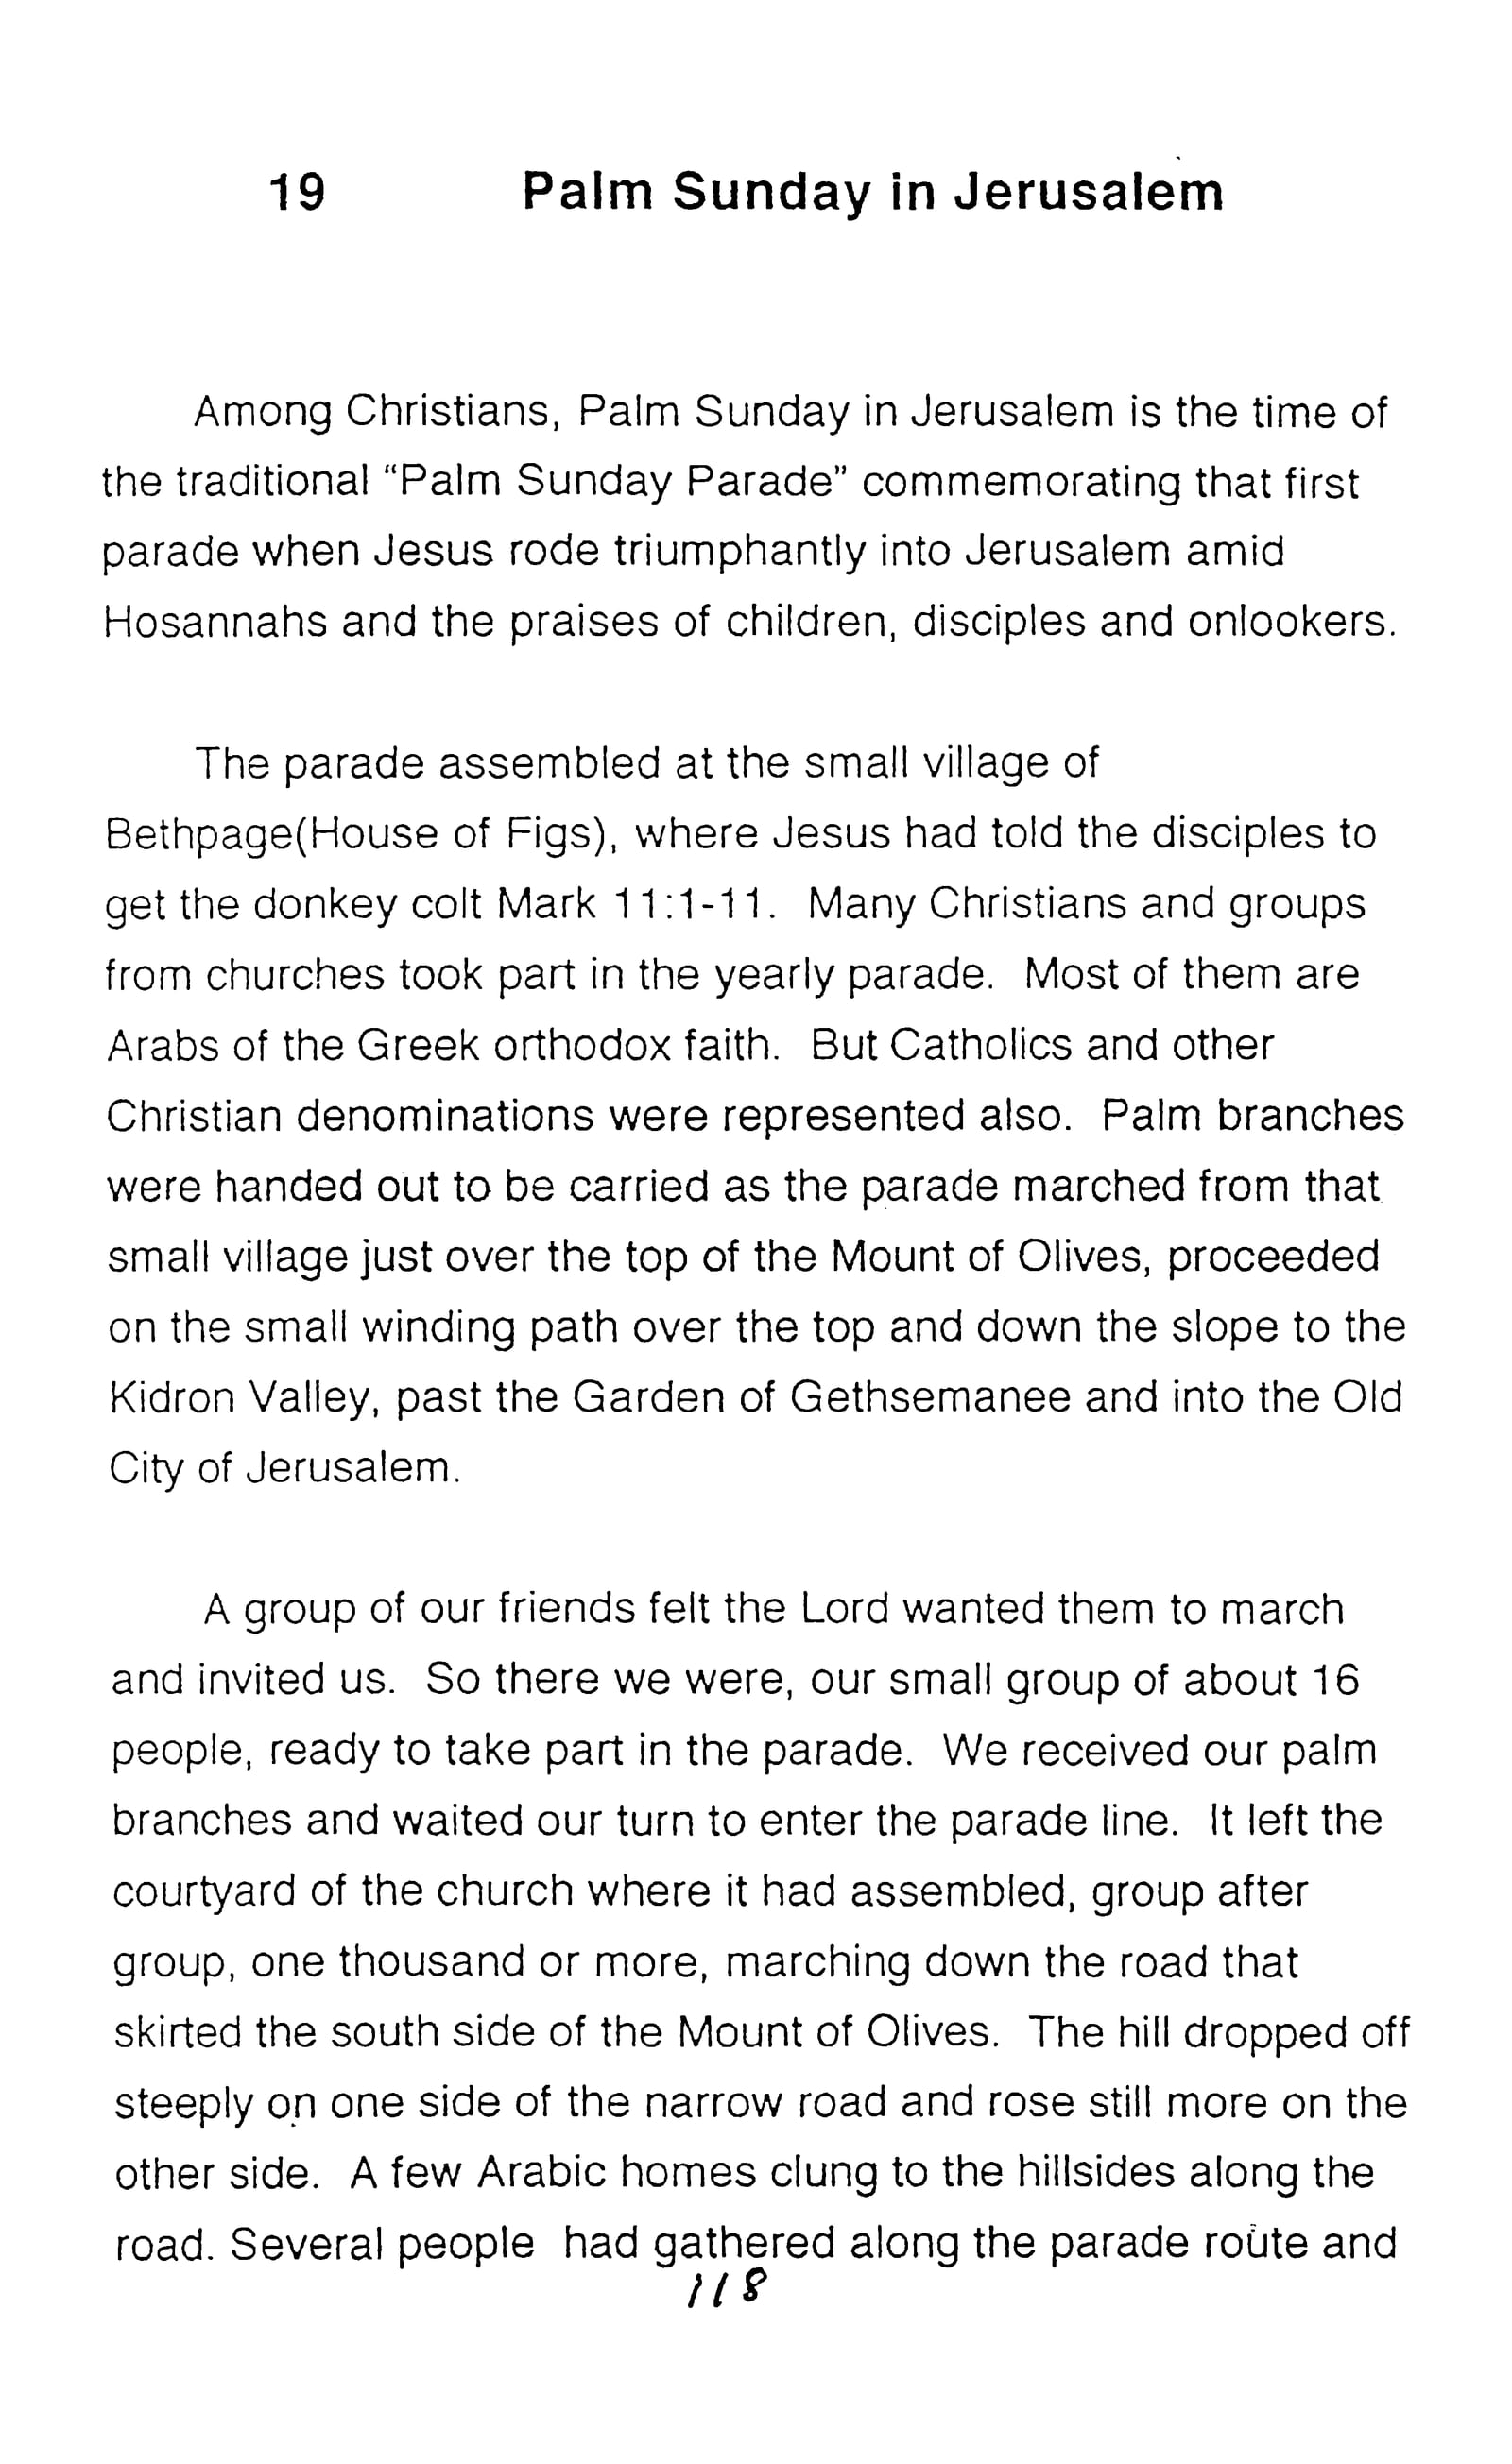 19 Palm Sunday in Jerusalem
Among Christians, Palm Sunday in Jerusalem is the time of
the traditional "Palm Sunday Parade" commemorating that first
parade when Jesus rode triumphantly into Jerusalem amid
Hosannahs and the praises of children, disciples and onlookers.
The parade assembled at the small village of
Bethpage(House of Figs), where Jesus had told the disciples to
get the donkey colt Mark 11:1-11. Many Christians and groups
from churches took part in the yearly parade. Most of them are
Arabs of the Greek orthodox faith. But Catholics and other
Christian denominations were represented also. Palm branches
were handed out to be carried as the parade marched from that
small village just over the top of the Mount of Olives, proceeded
on the small winding path over the top and down the slope to the
Kidron Valley, past the Garden of Gethsemanee and into the Old
City of Jerusalem.
A group of our friends felt the Lord wanted them to march
and invited us. So there we were, our small group of about 16
people, ready to take part in the parade. We received our palm
branches and waited our turn to enter the parade line. It left the
courtyard of the church where it had assembled, group after
group, one thousand or more, marching down the road that
skirted the south side of the Mount of Olives. The hill dropped off
steeply on one side of the narrow road and rose still more on the
other side. A few Arabic homes clung to the hillsides along the
road. Several people had gathered along the parade route and
118